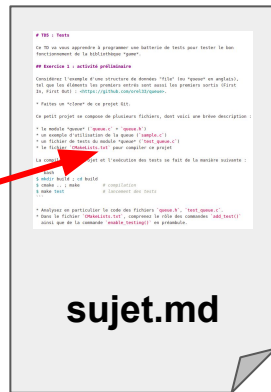 # TD5 : Tests
Ce TD va vous apprendre à programmer une batterie de tests pour tester le bon
fonctionnement de la bibliothèque *game*.
## Exercice 1 : activité préliminaire
Considérez l'exemple d'une structure de données *file* (ou *queue* en anglais),
tel que les éléments les premiers entrés sont aussi les premiers sortis (First
In, First Out) : <https://github.com/orel33/queue>.
* Faites un *clone* de ce projet Git.
Ce petit projet se compose de plusieurs fichiers, dont voici une brève description :
* le module *queue* (`queue.c` + `queue.h`)
* un exemple d'utilisation de la queue (`sample.c`)
* un fichier de tests du module *queue* (`test_queue.c`)
* le fichier `CMakeLists.txt` pour compiler ce projet
La compilation du projet et l'exécution des tests se fait de la manière suivante :
```bash
$ mkdir build ; cd build
$ cmake .. ; make # compilation
$ make test # lancement des tests
```
* Analysez en particulier le code des fichiers `queue.h`, `test_queue.c`.
* Dans le fichier `CMakeLists.txt`, comprenez le rôle des commandes `add_test()`
ainsi que de la commande `enable_testing()` en préambule.
sujet.md